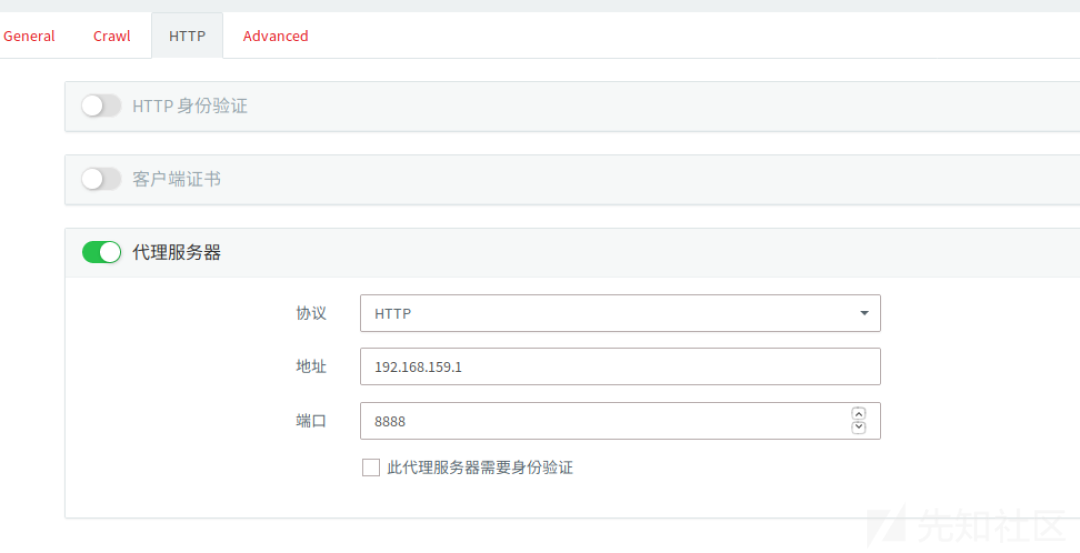 General Crawl HTTP Advanced
HTTP 身份验证
客户端证书
代理服务器
协议 HTTP
地址 192.168.159.1
端口 8888
此代理服务器需要身份验证
先知社区